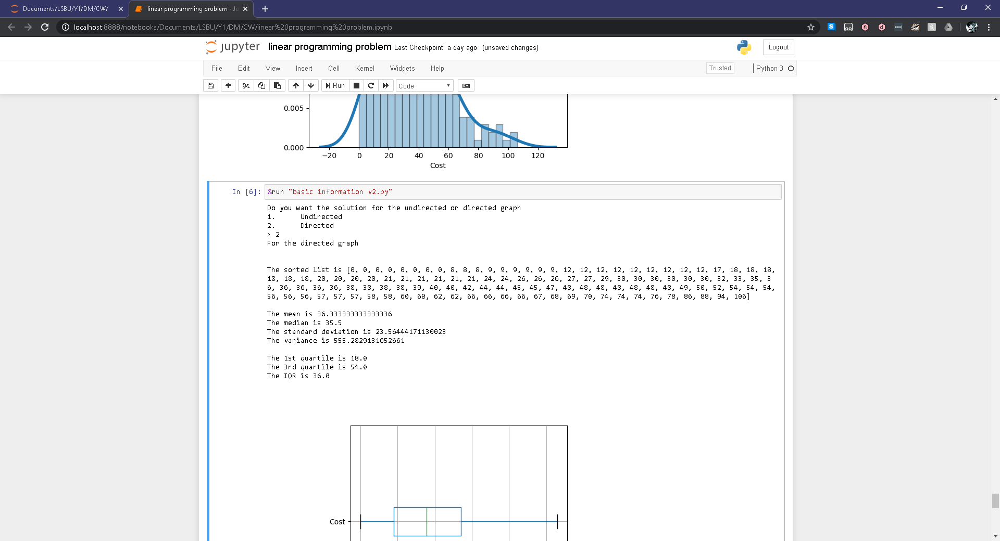 Documents/LSBU/Y1/DM/CW/
linear programming problem - Ju
localhost:8888/notebooks/Documents/LSBU/Y1/DM/CW/linear%20programming%20problem.ipynb
jupyter linear programming problem Last Checkpoint: a day ago (unsaved changes)
Logout
File Edit View Insert Cell Kernel Widgets Help
Trusted
Python 3
Run
Code
0.005
0.000
−20 0 20 40 60 80 100 120
Cost
In [6]: %run "basic information v2.py"
Do you want the solution for the undirected or directed graph
1. Undirected
2. Directed
> 2
For the directed graph
The sorted list is [0, 0, 0, 0, 0, 0, 0, 0, 8, 8, 8, 9, 9, 9, 9, 9, 9, 12, 12, 12, 12, 12, 12, 12, 12, 12, 17, 18, 18, 18,
18, 18, 18, 20, 20, 20, 20, 21, 21, 21, 21, 21, 21, 24, 24, 26, 26, 26, 27, 27, 29, 30, 30, 30, 30, 30, 30, 32, 33, 35, 3
6, 36, 36, 36, 36, 38, 38, 38, 38, 39, 40, 40, 42, 44, 44, 45, 45, 47, 48, 48, 48, 48, 48, 48, 48, 49, 50, 52, 54, 54, 54,
56, 56, 56, 57, 57, 57, 58, 58, 60, 60, 62, 62, 66, 66, 66, 66, 67, 68, 69, 70, 74, 74, 74, 76, 78, 86, 88, 94, 106]
The mean is 36.333333333333336
The median is 35.5
The standard deviation is 23.56444171130023
The variance is 555.2829131652661
The 1st quartile is 18.0
The 3rd quartile is 54.0
The IQR is 36.0
Cost